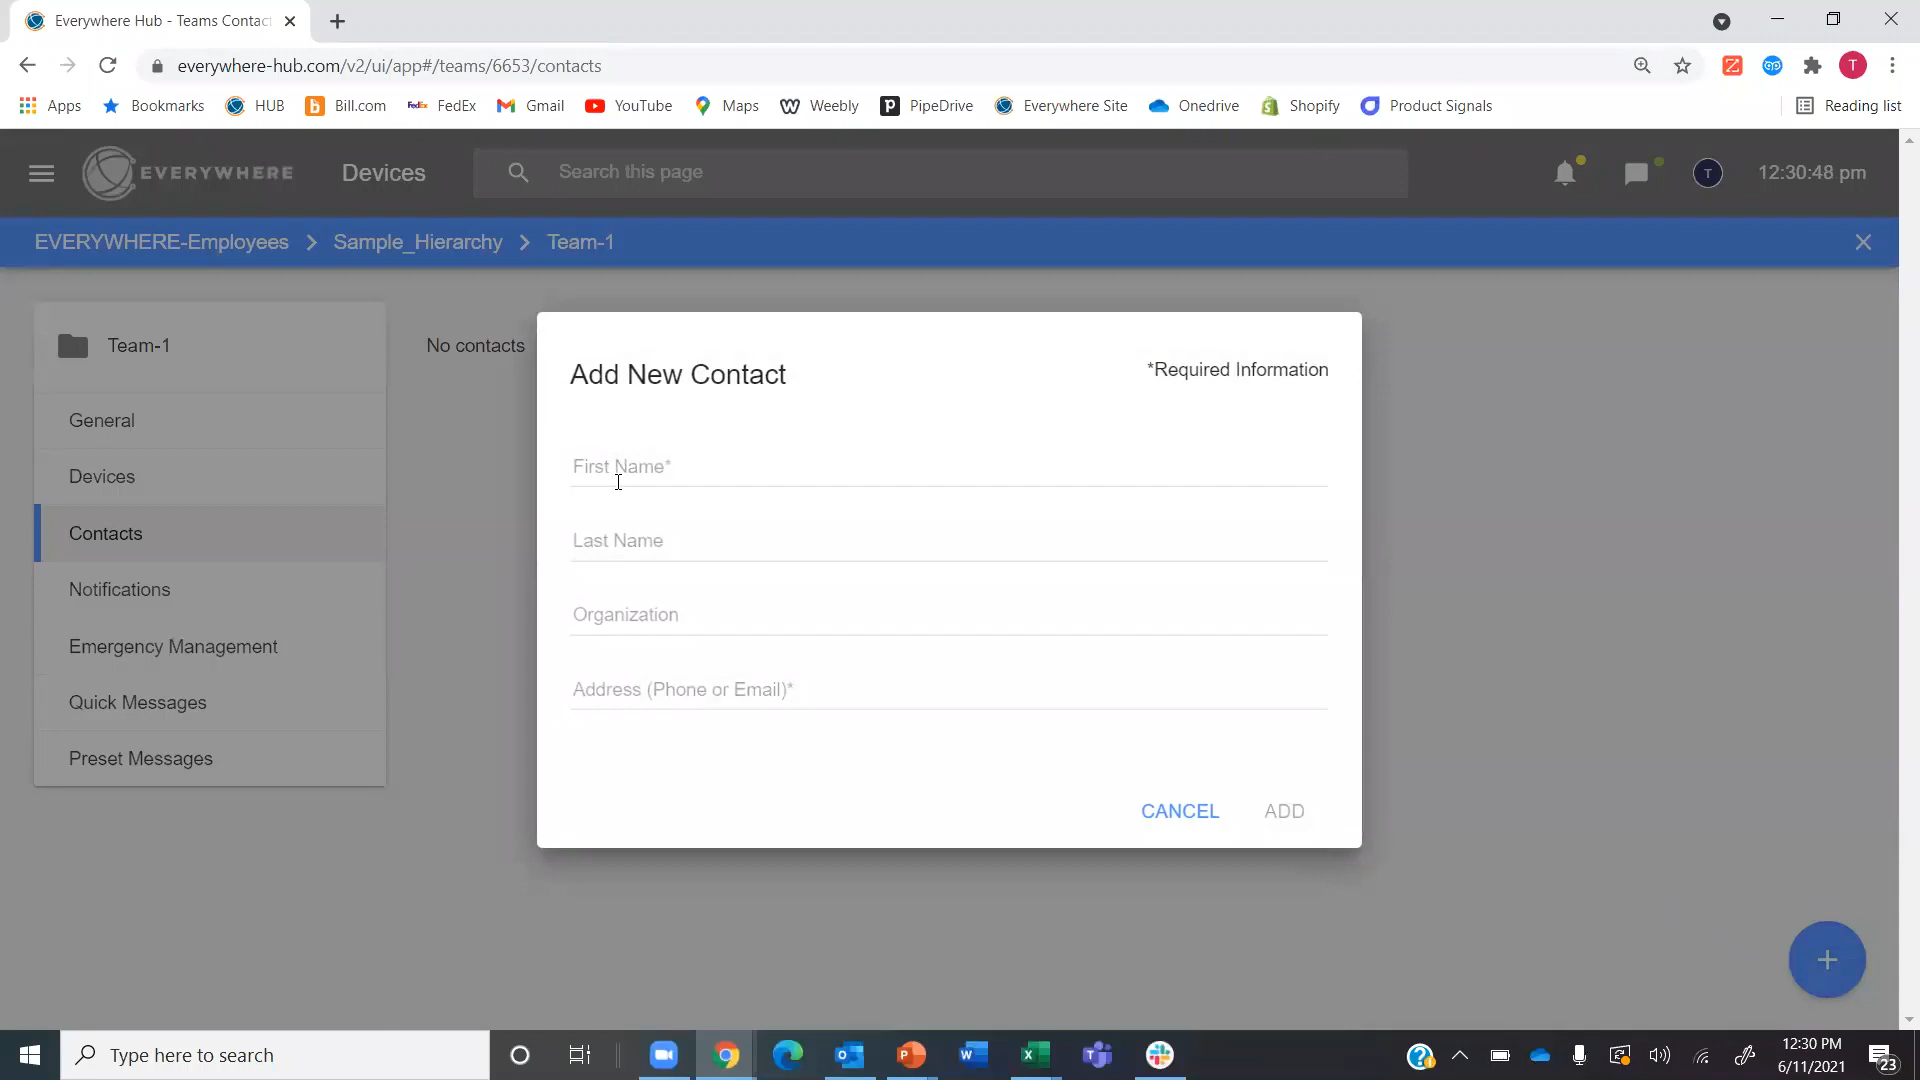 Everywhere Hub - Teams Contac
everywhere-hub.com/v2/ui/app#/teams/6653/contacts
T
Apps Bookmarks HUB Bill.com FedEx Gmail YouTube Maps Weebly PipeDrive Everywhere Site Onedrive Shopify Product Signals Reading list
EVERYWHERE Devices Search this page T 12:30:48 pm
EVERYWHERE-Employees > Sample_Hierarchy > Team-1
Team-1
General
Devices
Contacts
Notifications
Emergency Management
Quick Messages
Preset Messages
No contacts
Add New Contact
*Required Information
First Name*
Last Name
Organization
Address (Phone or Email)*
CANCEL ADD
Type here to search
12:30 PM
6/11/2021
23